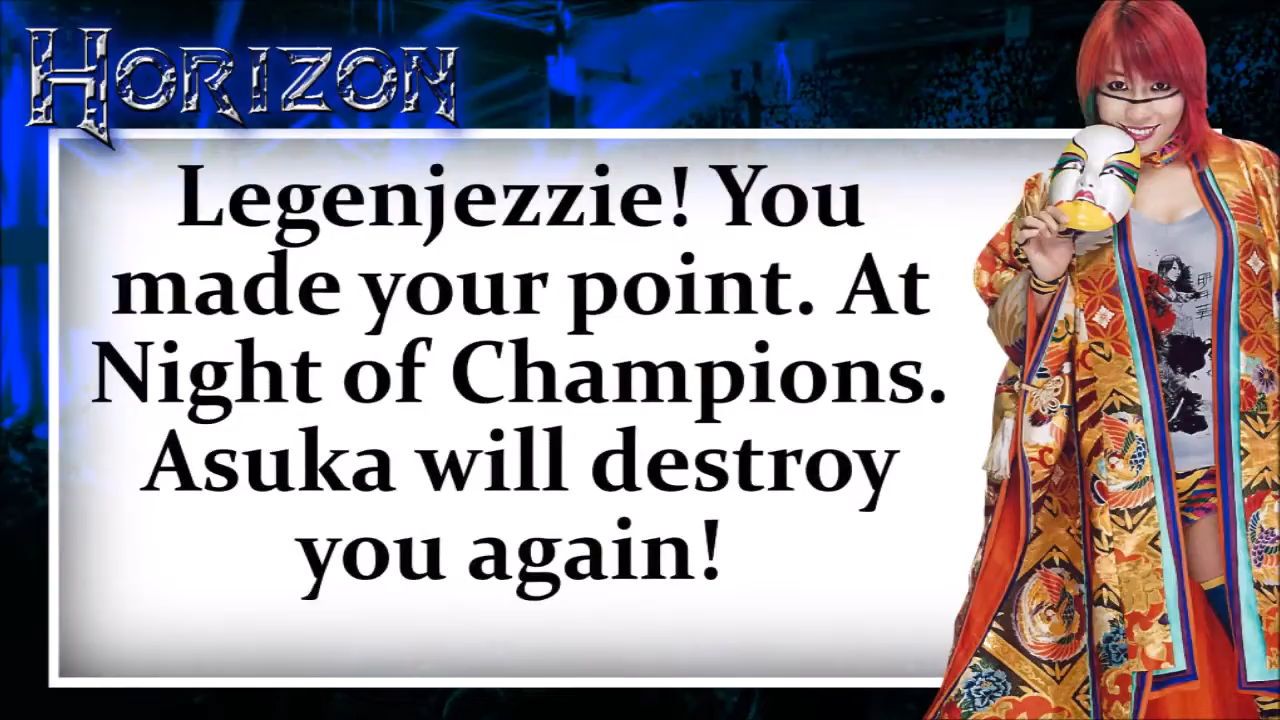 HORIZON
Legenjezzie! You
made your point. At
Night of Champions.
Asuka will destroy
you again!